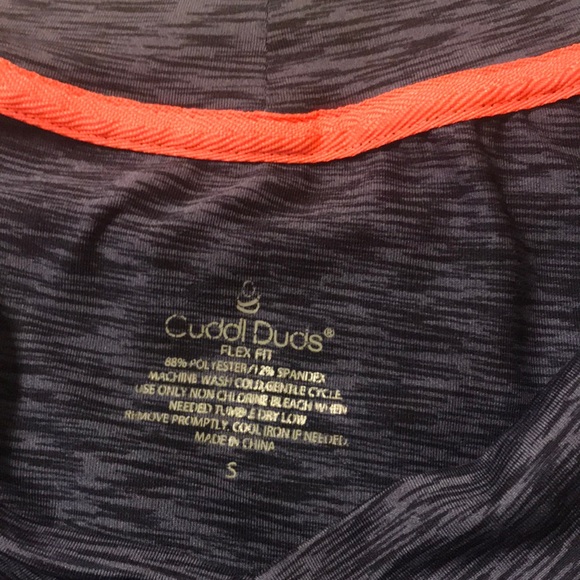 Cuddl Duds®
FLEX FIT
88% POLYESTER/12% SPANDEX
MACHINE WASH COLD,GENTLE CYCLE
USE ONLY NON CHLORINE BLEACH WHEN
NEEDED TUMBLE DRY LOW
REMOVE PROMPTLY. COOL IRON IF NEEDED.
MADE IN CHINA
S